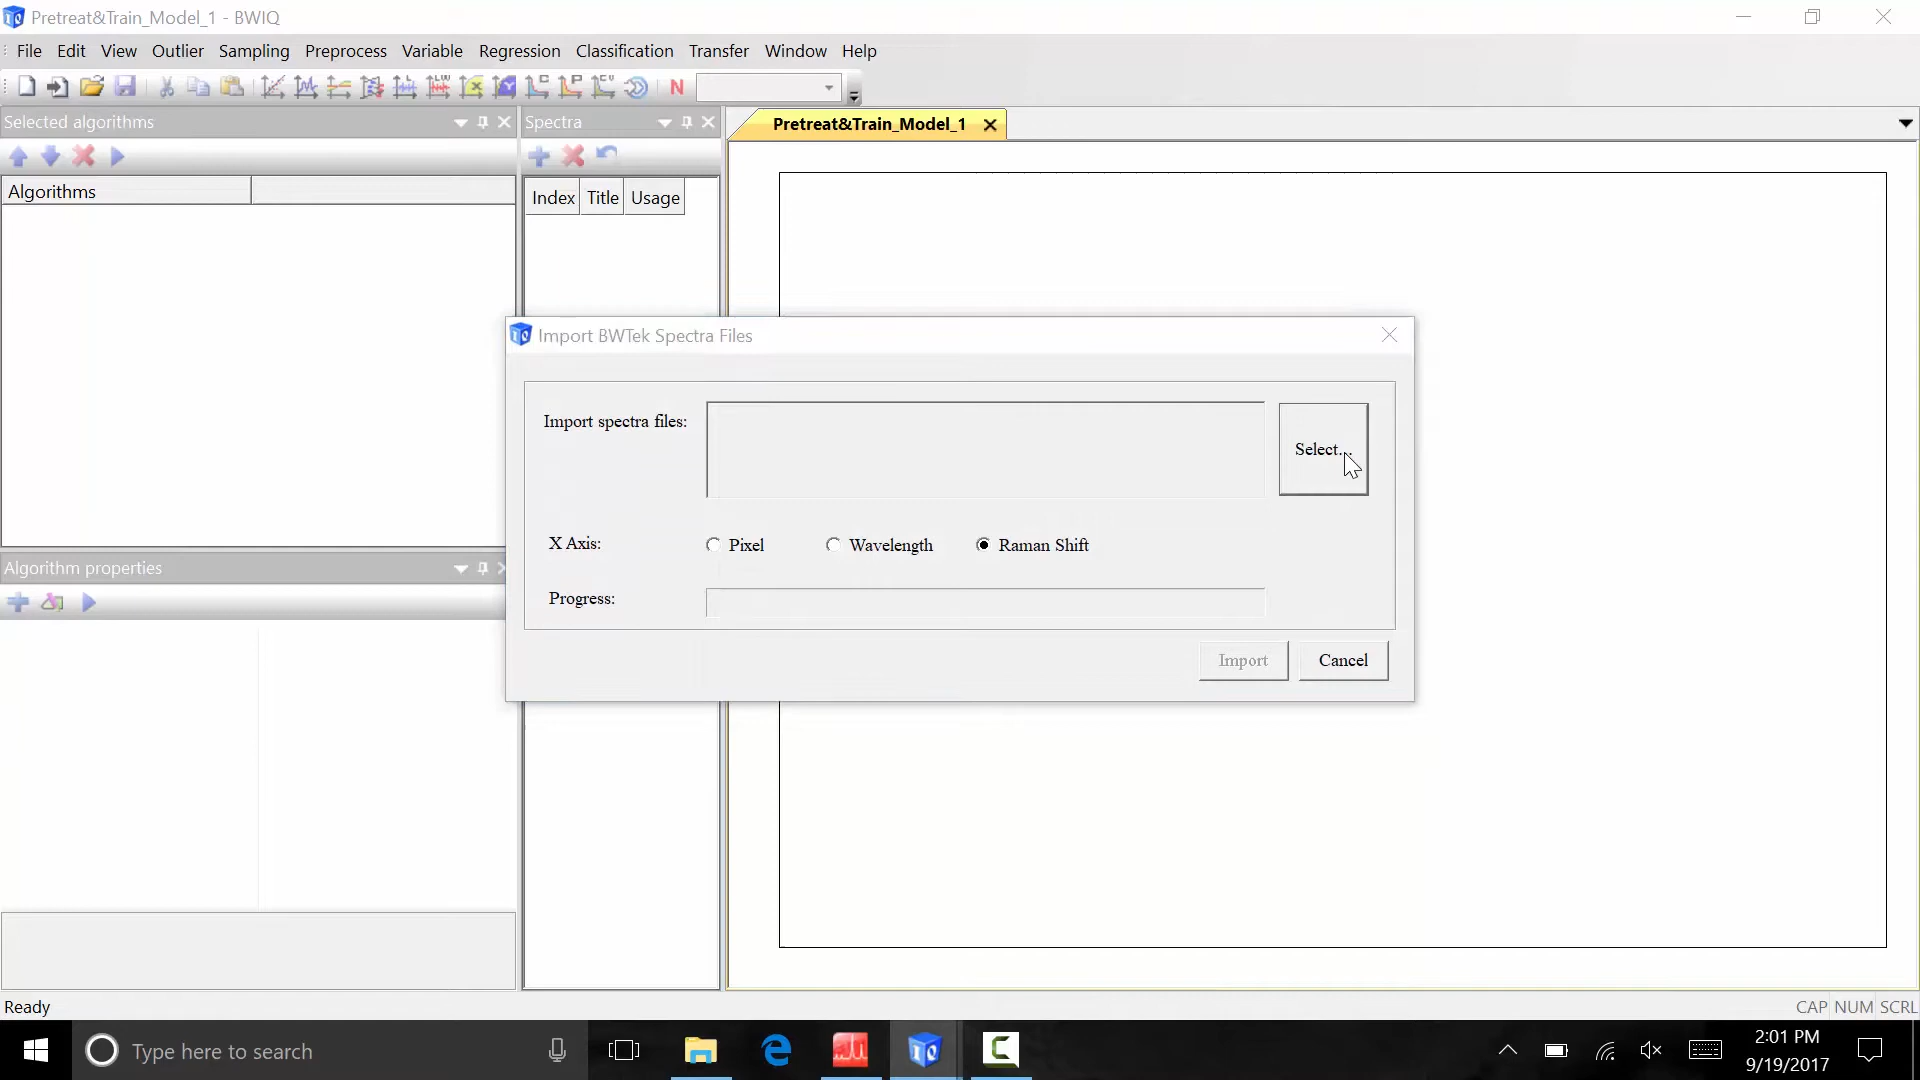 Pretreat&Train_Model_1 - BWIQ
File Edit View Outlier Sampling Preprocess Variable Regression Classification Transfer Window Help
N
Selected algorithms
Spectra
Pretreat&Train_Model_1
Algorithms
Index Title Usage
Import BWTek Spectra Files
Import spectra files:
Select...
X Axis:
Pixel
Wavelength
Raman Shift
Progress:
Import
Cancel
Algorithm properties
Ready
CAP NUM SCRL
Type here to search
2:01 PM
9/19/2017